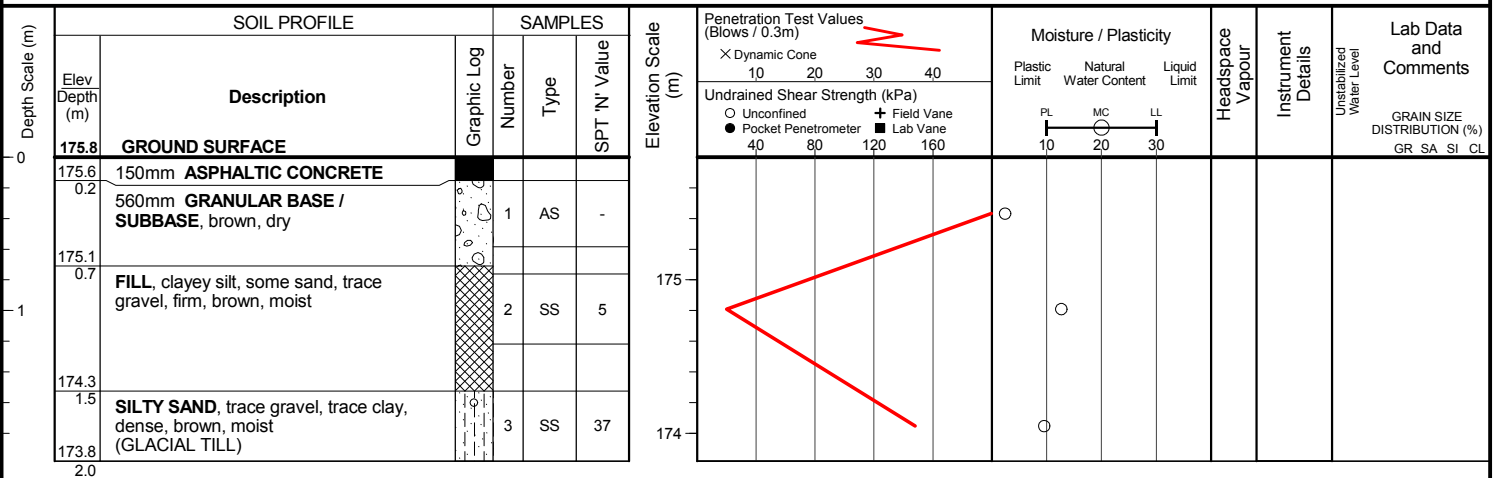 SOIL PROFILE
SAMPLES
Depth Scale (m)
Elev
Depth
(m)
Description
Graphic Log
Number
Type
SPT 'N' Value
Elevation Scale
(m)
Penetration Test Values
(Blows / 0.3m)
× Dynamic Cone
10 20 30 40
Undrained Shear Strength (kPa)
Unconfined Field Vane
Pocket Penetrometer Lab Vane
40 80 120 160
Moisture / Plasticity
Plastic Limit
Natural Water Content
Liquid Limit
PL MC LL
10 20 30
Headspace
Vapour
Instrument
Details
Unstabilized
Water Level
Lab Data
and
Comments
GRAIN SIZE
DISTRIBUTION (%)
GR SA SI CL
175.8 GROUND SURFACE
0
175.6 150mm ASPHALTIC CONCRETE
0.2
560mm GRANULAR BASE /
SUBBASE, brown, dry
1 AS -
175.1
0.7
FILL, clayey silt, some sand, trace
gravel, firm, brown, moist
175
1
2 SS 5
174.3
1.5
SILTY SAND, trace gravel, trace clay,
dense, brown, moist
(GLACIAL TILL)
3 SS 37
174
173.8
2.0